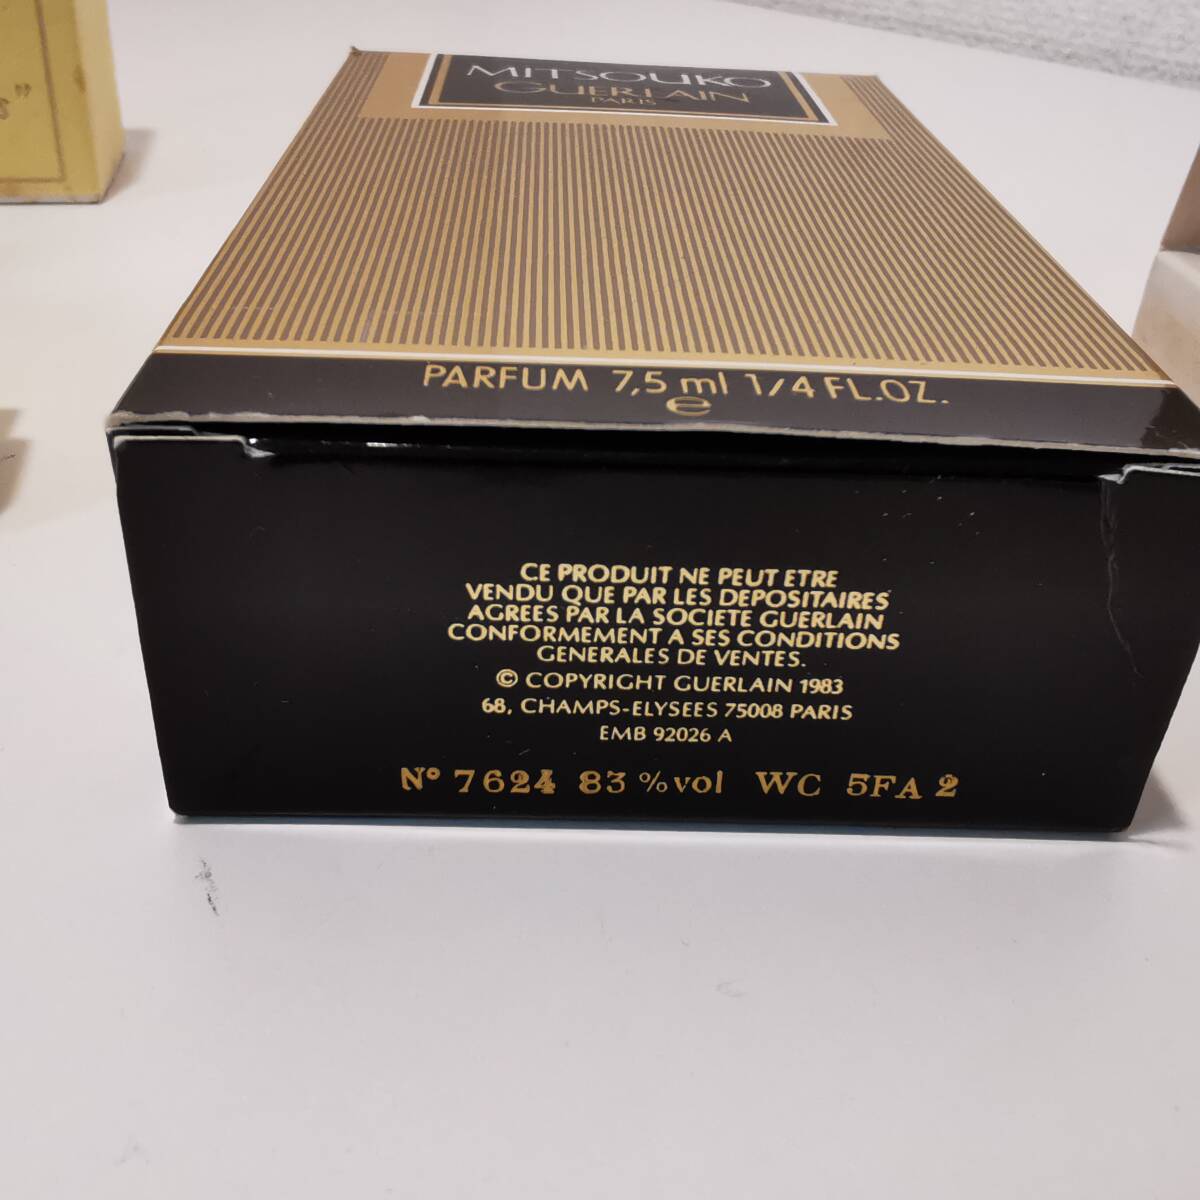 MITSOUKO
GUERLAIN
PARIS
PARFUM 7,5 ml 1/4 FL.OZ.
e
CE PRODUIT NE PEUT ETRE
VENDU QUE PAR LES DEPOSITAIRES
AGREES PAR LA SOCIETE GUERLAIN
CONFORMEMENT A SES CONDITIONS
GENERALES DE VENTES.
© COPYRIGHT GUERLAIN 1983
68, CHAMPS-ELYSEES 75008 PARIS
EMB 92026 A
N° 7624 83 % vol WC 5FA 2